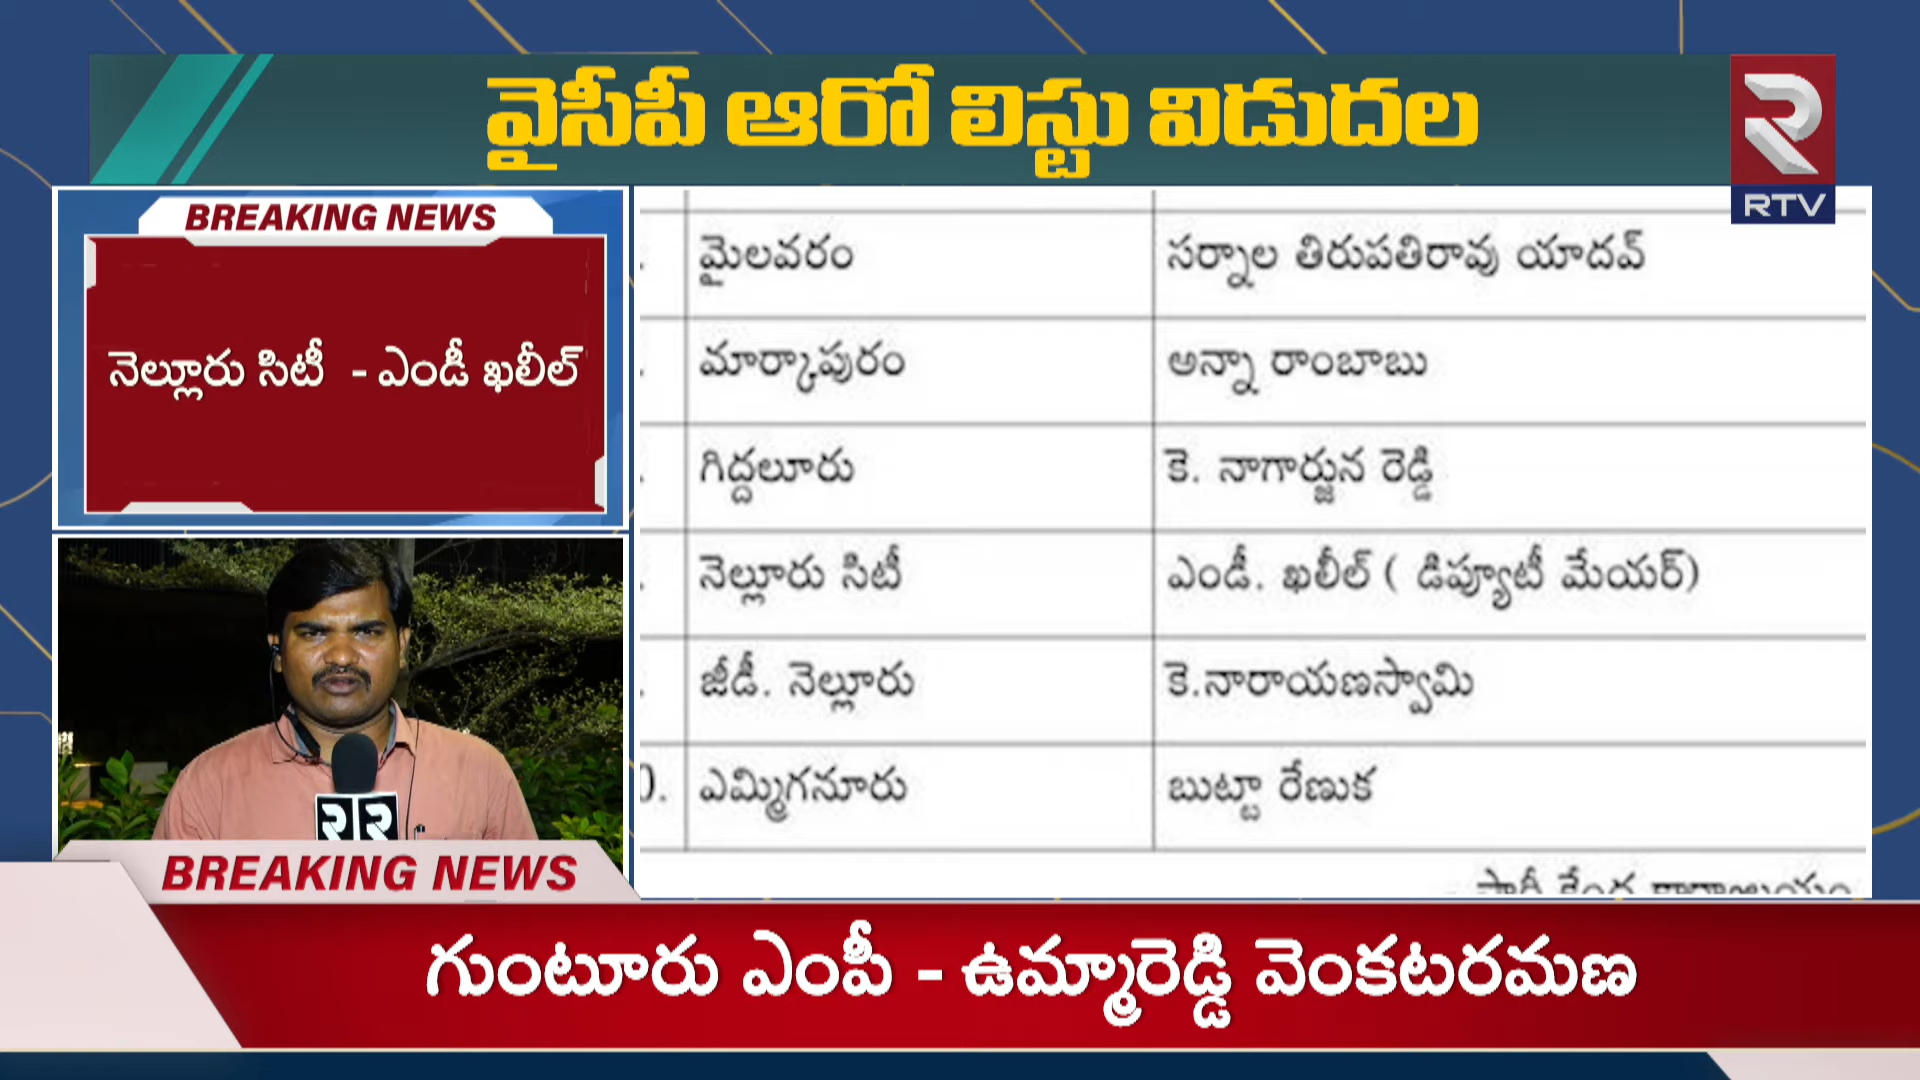 వైసీపీ ఆరో లిస్టు విడుదల
RTV
BREAKING NEWS
నెల్లూరు సిటీ - ఎండీ ఖలీల్
మైలవరం సర్నాల తిరుపతిరావు యాదవ్
మార్కాపురం అన్నా రాంబాబు
గిద్దలూరు కె. నాగార్జున రెడ్డి
నెల్లూరు సిటీ ఎండీ. ఖలీల్ ( డిప్యూటీ మేయర్)
జీడీ. నెల్లూరు కె.నారాయణస్వామి
ఎమ్మిగనూరు బుట్టా రేణుక
BREAKING NEWS
గుంటూరు ఎంపీ - ఉమ్మారెడ్డి వెంకటరమణ